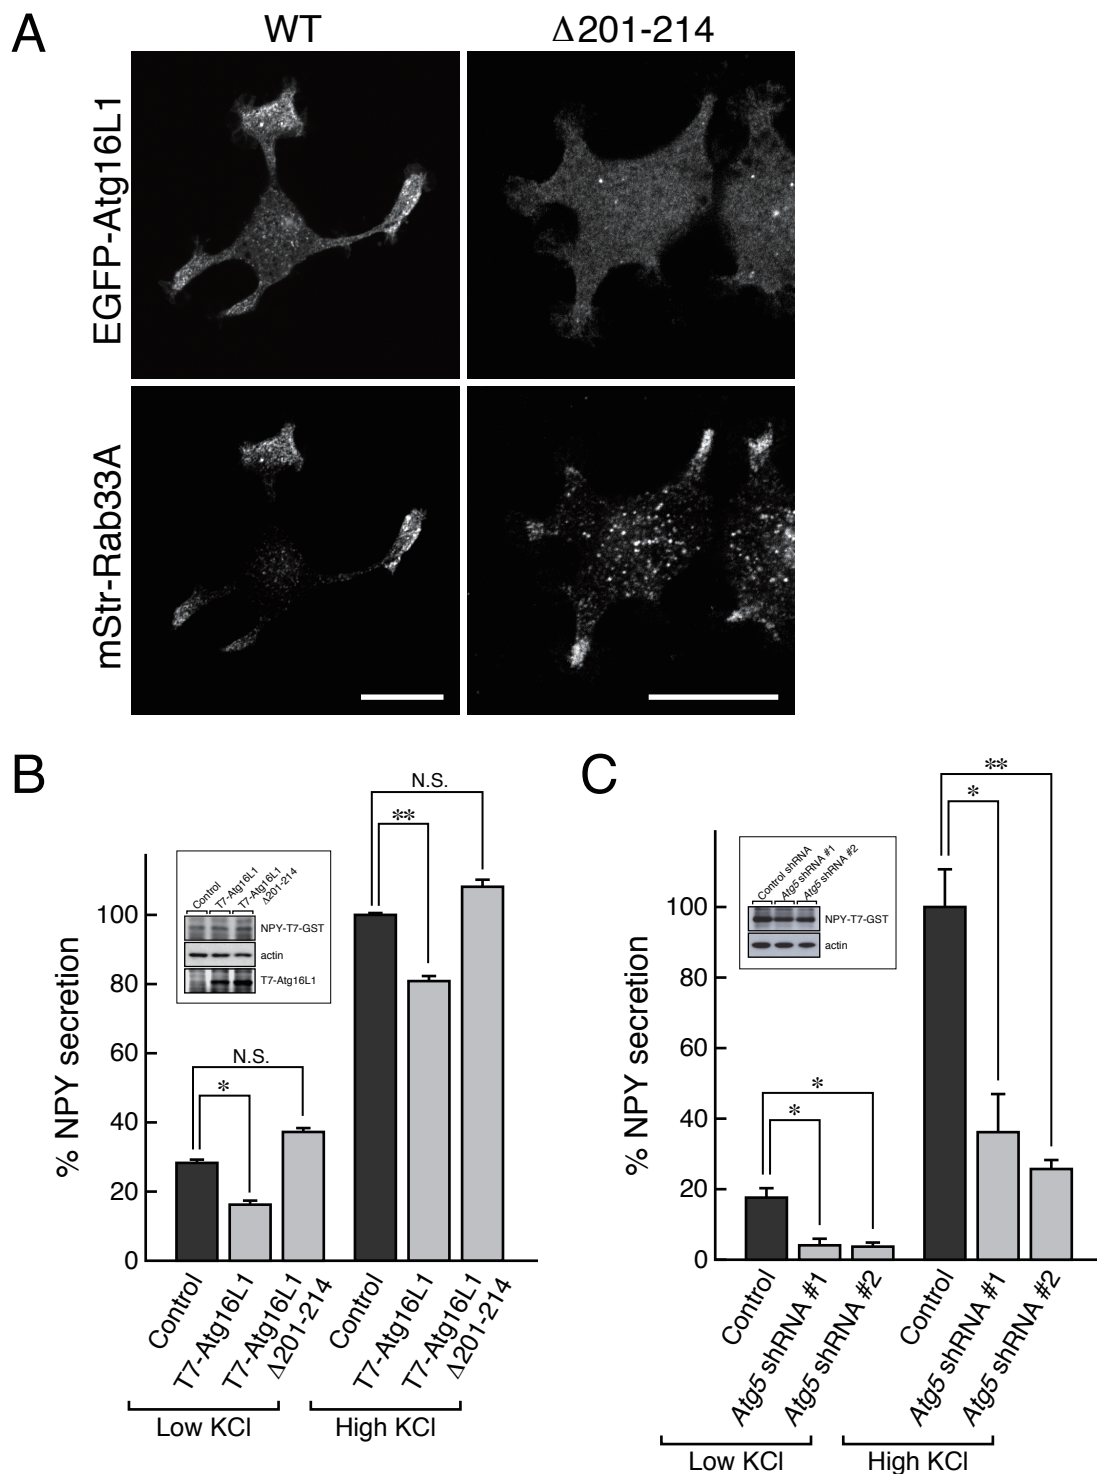 A
WT
Δ201-214
EGFP-Atg16L1
mStr-Rab33A
B
% NPY secretion
100
80
60
40
20
0
Control
T7-Atg16L1
T7-Atg16L1
Δ201-214
NPY-T7-GST
actin
T7-Atg16L1
N.S.
*
N.S.
**
Control
T7-Atg16L1
T7-Atg16L1
Δ201-214
Control
T7-Atg16L1
T7-Atg16L1
Δ201-214
Low KCl
High KCl
C
% NPY secretion
100
80
60
40
20
0
Control shRNA
Atg5 shRNA #1
Atg5 shRNA #2
NPY-T7-GST
actin
*
*
**
*
Control
Atg5 shRNA #1
Atg5 shRNA #2
Control
Atg5 shRNA #1
Atg5 shRNA #2
Low KCl
High KCl